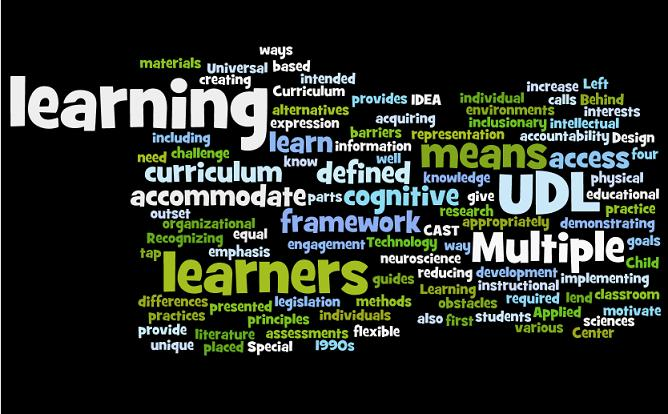 ways
materials Universal based
creating intended
learning Curriculum provides IDEA individual increase Left
calls Behind
alternatives acquiring environments interests
expression inclusionary intellectual
including learn information barriers representation accountability Design
need challenge know well means access four
curriculum defined knowledge physical
accommodate parts cognitive give UDL educational
outset research practice
organizational framework CAST appropriately demonstrating
Recognizing equal engagement Technology way Multiple goals
tap emphasis neuroscience Child
learners guides reducing development implementing
Learning instructional
differences presented legislation methods obstacles required lend classroom
practices principles individuals also first students Applied motivate
provide literature assessments flexible various sciences
unique placed Special 1990s Center